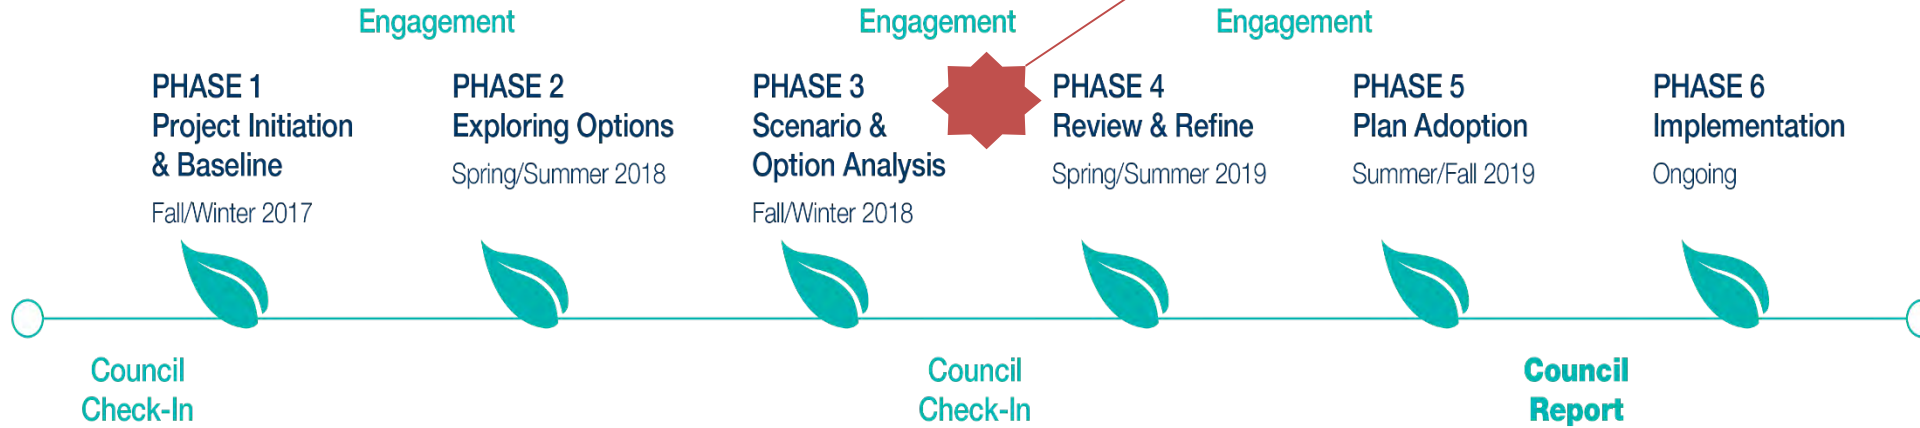 Engagement
Engagement
Engagement
PHASE 1
Project Initiation
& Baseline
Fall/Winter 2017
PHASE 2
Exploring Options
Spring/Summer 2018
PHASE 3
Scenario &
Option Analysis
Fall/Winter 2018
PHASE 4
Review & Refine
Spring/Summer 2019
PHASE 5
Plan Adoption
Summer/Fall 2019
PHASE 6
Implementation
Ongoing
Council
Check-In
Council
Check-In
Council
Report